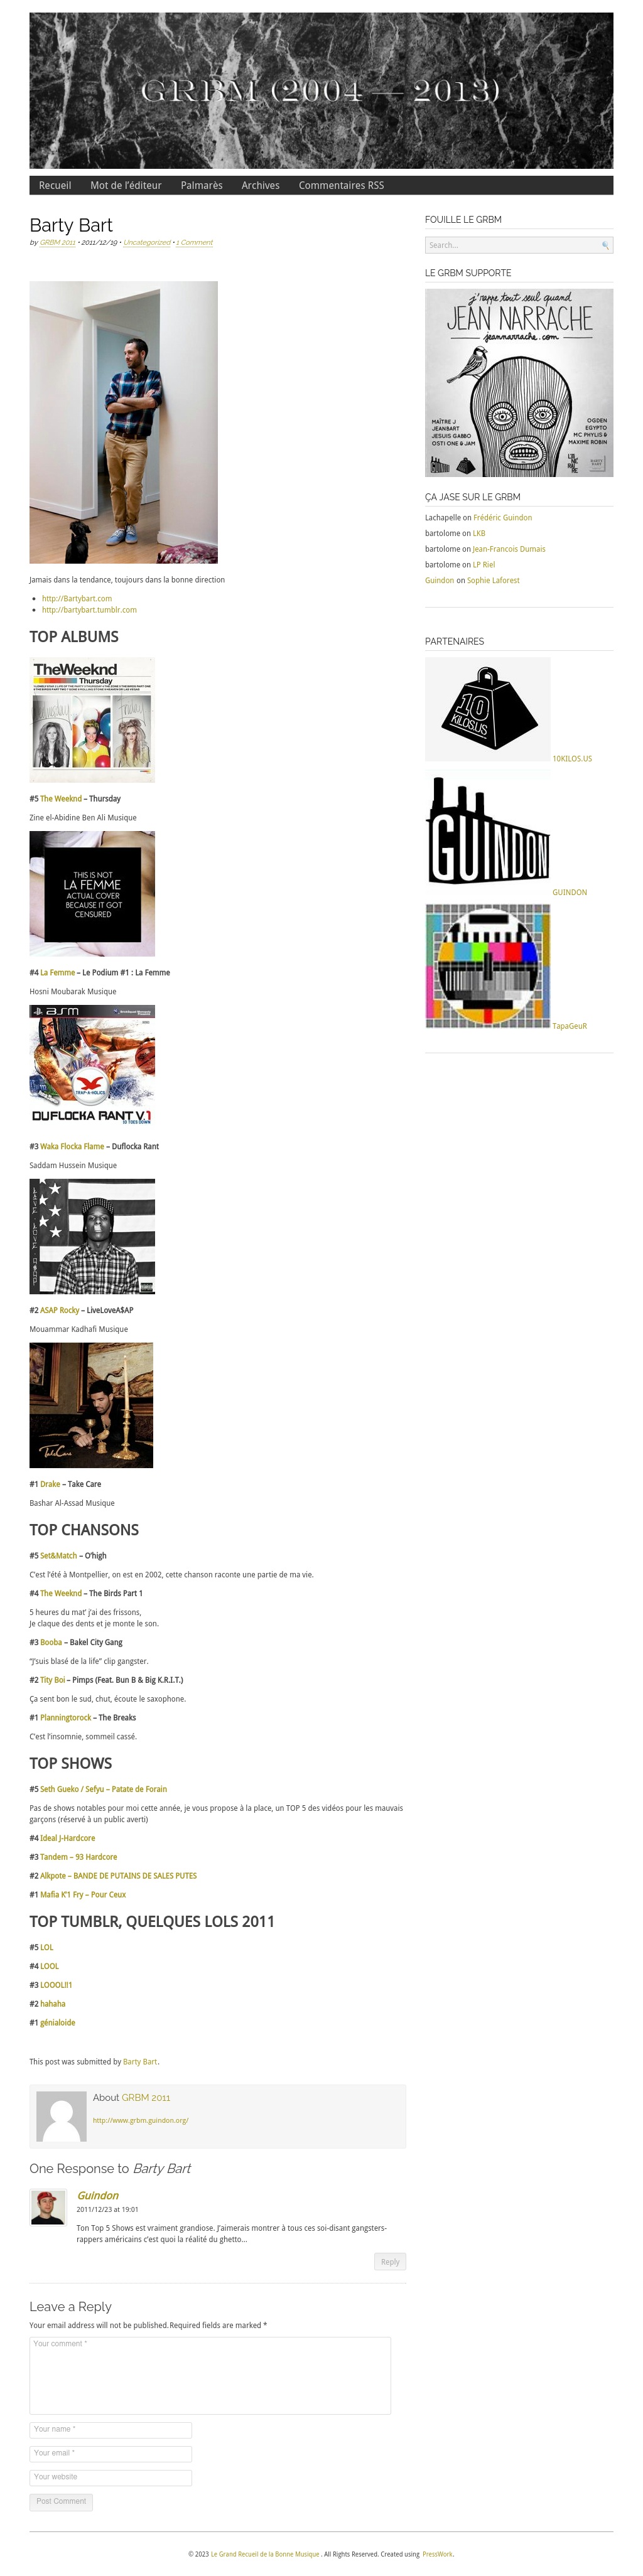 GRBM (2004 — 2013)
Recueil
Mot de l'éditeur
Palmarès
Archives
Commentaires RSS
Barty Bart
by GRBM 2011 • 2011/12/19 • Uncategorized • 1 Comment
Jamais dans la tendance, toujours dans la bonne direction
http://Bartybart.com
http://bartybart.tumblr.com
TOP ALBUMS
TheWeeknd
Thursday
#5 The Weeknd – Thursday
Zine el-Abidine Ben Ali Musique
THIS IS NOT
LA FEMME
ACTUAL COVER
BECAUSE IT GOT
CENSURED
#4 La Femme – Le Podium #1 : La Femme
Hosni Moubarak Musique
asm
TRAP-A-HOLICS
DUFLOCKA RANT V.1
10 TOES DOWN
#3 Waka Flocka Flame – Duflocka Rant
Saddam Hussein Musique
#2 ASAP Rocky – LiveLoveA$AP
Mouammar Kadhafi Musique
Take Care
#1 Drake – Take Care
Bashar Al-Assad Musique
TOP CHANSONS
#5 Set&Match – O'high
C'est l'été à Montpellier, on est en 2002, cette chanson raconte une partie de ma vie.
#4 The Weeknd – The Birds Part 1
5 heures du mat' j'ai des frissons,
Je claque des dents et je monte le son.
#3 Booba – Bakel City Gang
"J'suis blasé de la life" clip gangster.
#2 Tity Boi – Pimps (Feat. Bun B & Big K.R.I.T.)
Ça sent bon le sud, chut, écoute le saxophone.
#1 Planningtorock – The Breaks
C'est l'insomnie, sommeil cassé.
TOP SHOWS
#5 Seth Gueko / Sefyu – Patate de Forain
Pas de shows notables pour moi cette année, je vous propose à la place, un TOP 5 des vidéos pour les mauvais
garçons (réservé à un public averti)
#4 Ideal J-Hardcore
#3 Tandem – 93 Hardcore
#2 Alkpote – BANDE DE PUTAINS DE SALES PUTES
#1 Mafia K'1 Fry – Pour Ceux
TOP TUMBLR, QUELQUES LOLS 2011
#5 LOL
#4 LOOL
#3 LOOOL!!1
#2 hahaha
#1 génialoide
This post was submitted by Barty Bart.
About GRBM 2011
http://www.grbm.guindon.org/
One Response to Barty Bart
Guindon
2011/12/23 at 19:01
Ton Top 5 Shows est vraiment grandiose. J'aimerais montrer à tous ces soi-disant gangsters-
rappers américains c'est quoi la réalité du ghetto...
Reply
Leave a Reply
Your email address will not be published.Required fields are marked *
Your comment *
Your name *
Your email *
Your website
Post Comment
FOUILLE LE GRBM
Search...
LE GRBM SUPPORTE
j'rappe tout seul quand
JEAN NARRACHE
jeannarrache.com
MAÎTRE J
JEANBART
JESUIS GABBO
OSTI ONE & JAM
OGDEN
EGYPTO
MC PHYLIS &
MAXIME ROBIN
ÇA JASE SUR LE GRBM
Lachapelle on Frédéric Guindon
bartolome on LKB
bartolome on Jean-Francois Dumais
bartolome on LP Riel
Guindon on Sophie Laforest
PARTENAIRES
10
KILOS.US
10KILOS.US
GUINDON
GUINDON
TapaGeuR
© 2023 Le Grand Recueil de la Bonne Musique . All Rights Reserved. Created using PressWork.